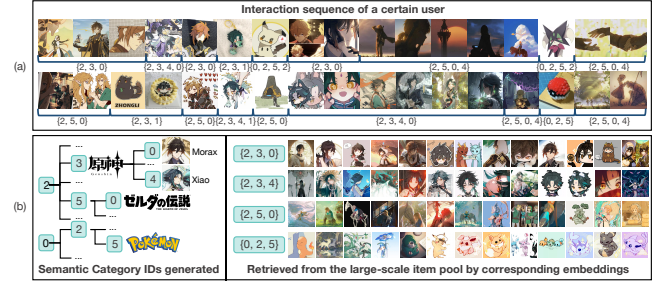 Interaction sequence of a certain user
(a)
{2, 3, 0} {2, 3, 4, 0} {2, 3, 0} {2, 3, 1} {0, 2, 5, 2} {2, 3, 0} {2, 5, 0, 4} {0, 2, 5, 2} {2, 5, 0, 4}
ZHONGLI
{2, 5, 0} {2, 3, 1} {2, 5, 0} {2, 3, 4, 1} {2, 5, 0} {2, 3, 4, 0} {2, 5, 0, 4} {0, 2, 5} {2, 5, 0, 4}
(b)
2
...
3
原神
0
Morax
...
4
Xiao
...
5
0
ゼルダの伝説
...
0
2
...
5
POKéMON
...
Semantic Category IDs generated
{2, 3, 0}
{2, 3, 4}
{2, 5, 0}
{0, 2, 5}
Retrieved from the large-scale item pool by corresponding embeddings